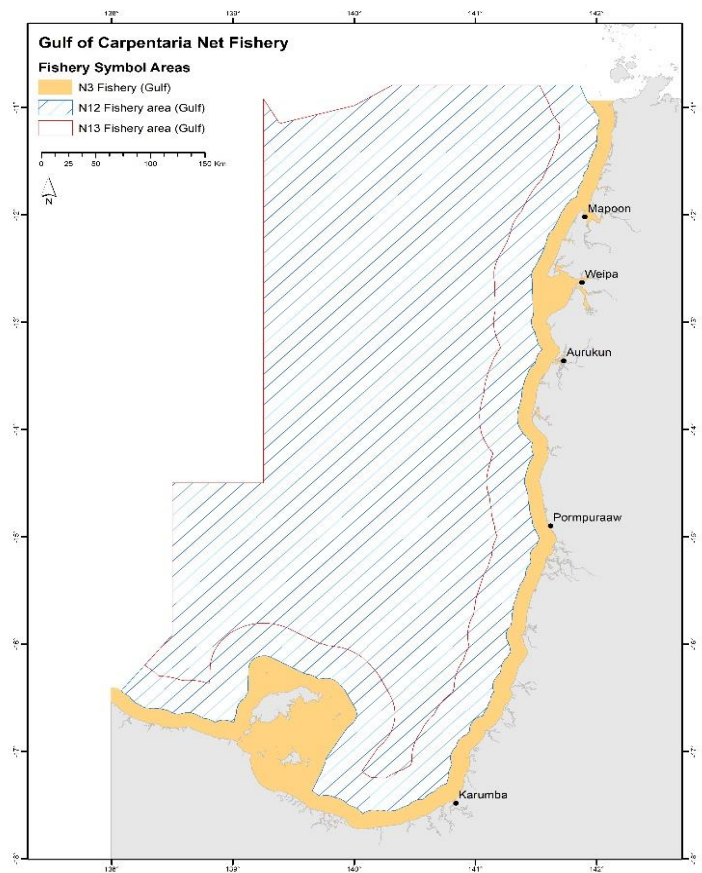 Gulf of Carpentaria Net Fishery
Fishery Symbol Areas
N3 Fishery (Gulf)
N12 Fishery area (Gulf)
N13 Fishery area (Gulf)
0 25 50 100 150 Km
N
Mapoon
Weipa
Aurukun
Pormpuraaw
Karumba
139° 140° 141° 142°